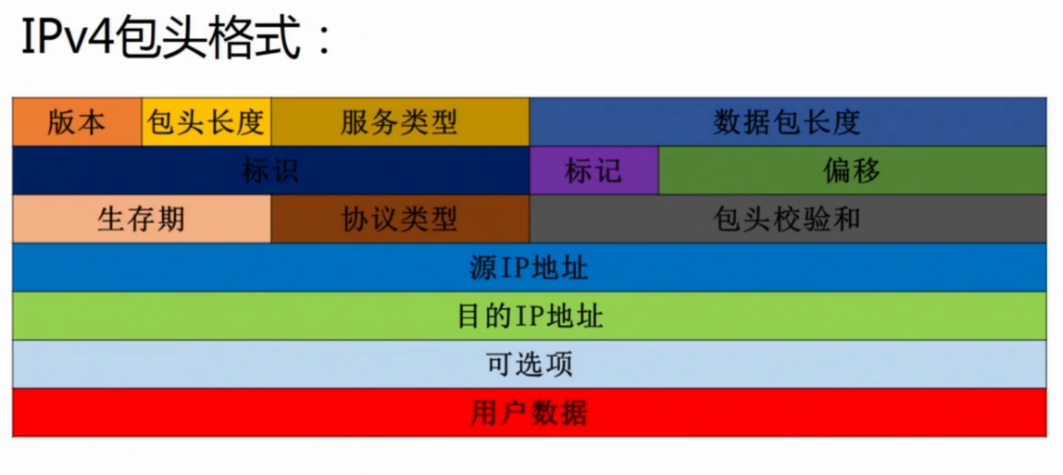 IPv4包头格式：
版本 包头长度 服务类型 数据包长度
标识 标记 偏移
生存期 协议类型 包头校验和
源IP地址
目的IP地址
可选项
用户数据